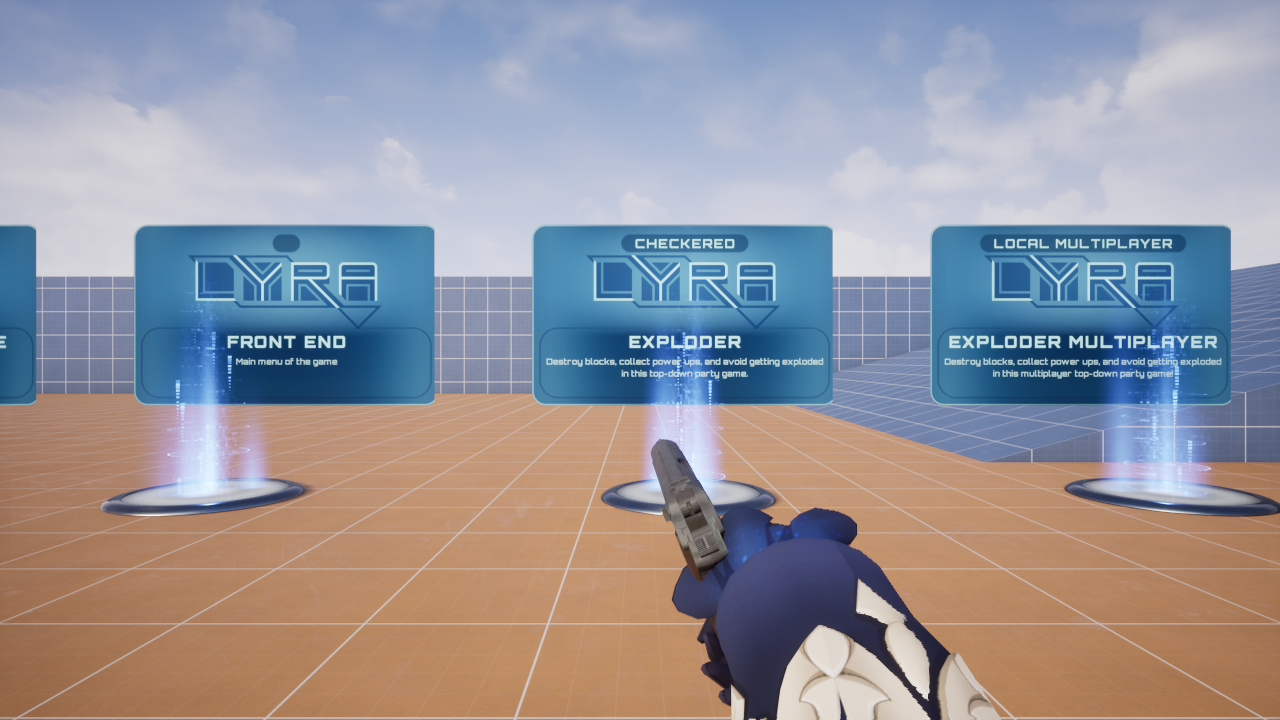 E
LYRA
FRONT END
Main menu of the game
CHECKERED
LYRA
EXPLODER
Destroy blocks, collect power ups, and avoid getting exploded
in this top-down party game.
LOCAL MULTIPLAYER
LYRA
EXPLODER MULTIPLAYER
Destroy blocks, collect power ups, and avoid getting exploded
in this multiplayer top-down party game!